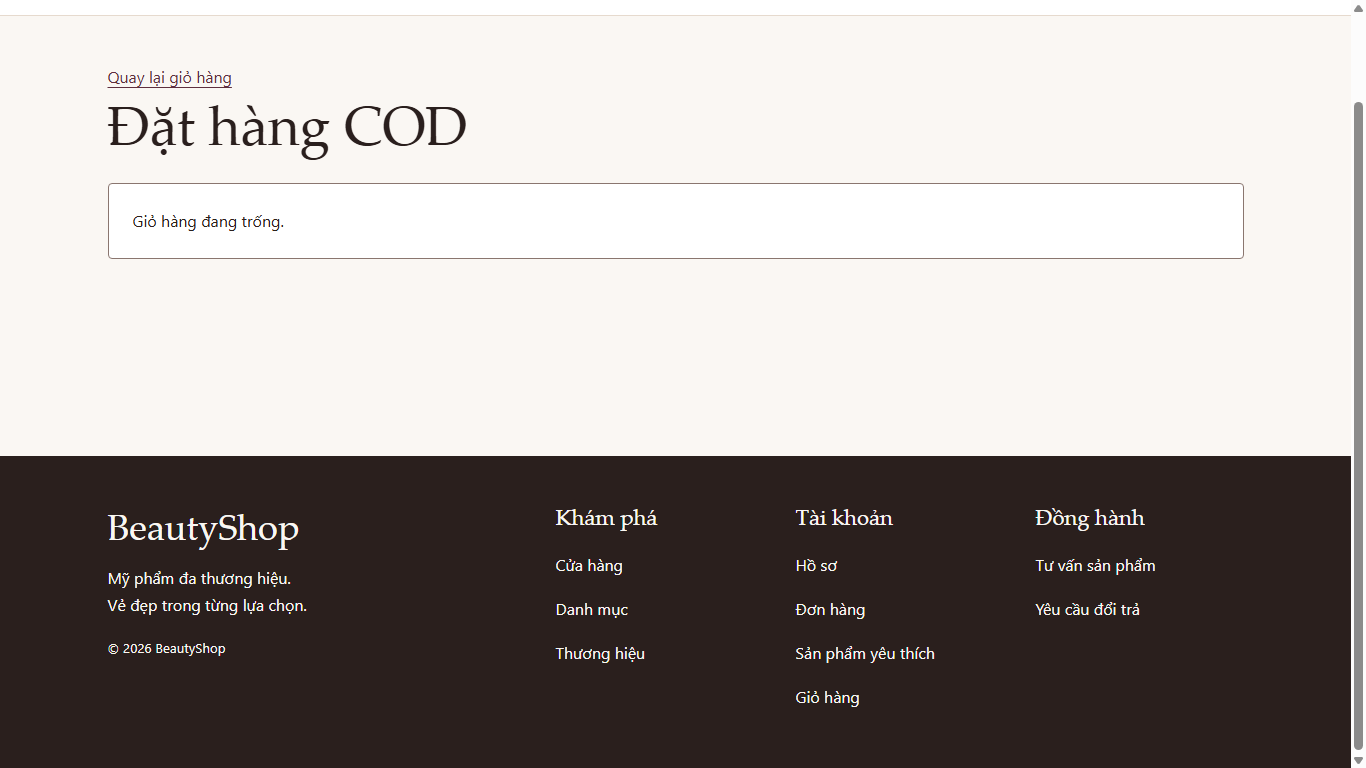 Quay lại giỏ hàng
Đặt hàng COD
Giỏ hàng đang trống.
BeautyShop
Mỹ phẩm đa thương hiệu.
Vẻ đẹp trong từng lựa chọn.
© 2026 BeautyShop
Khám phá
Cửa hàng
Danh mục
Thương hiệu
Tài khoản
Hồ sơ
Đơn hàng
Sản phẩm yêu thích
Giỏ hàng
Đồng hành
Tư vấn sản phẩm
Yêu cầu đổi trả